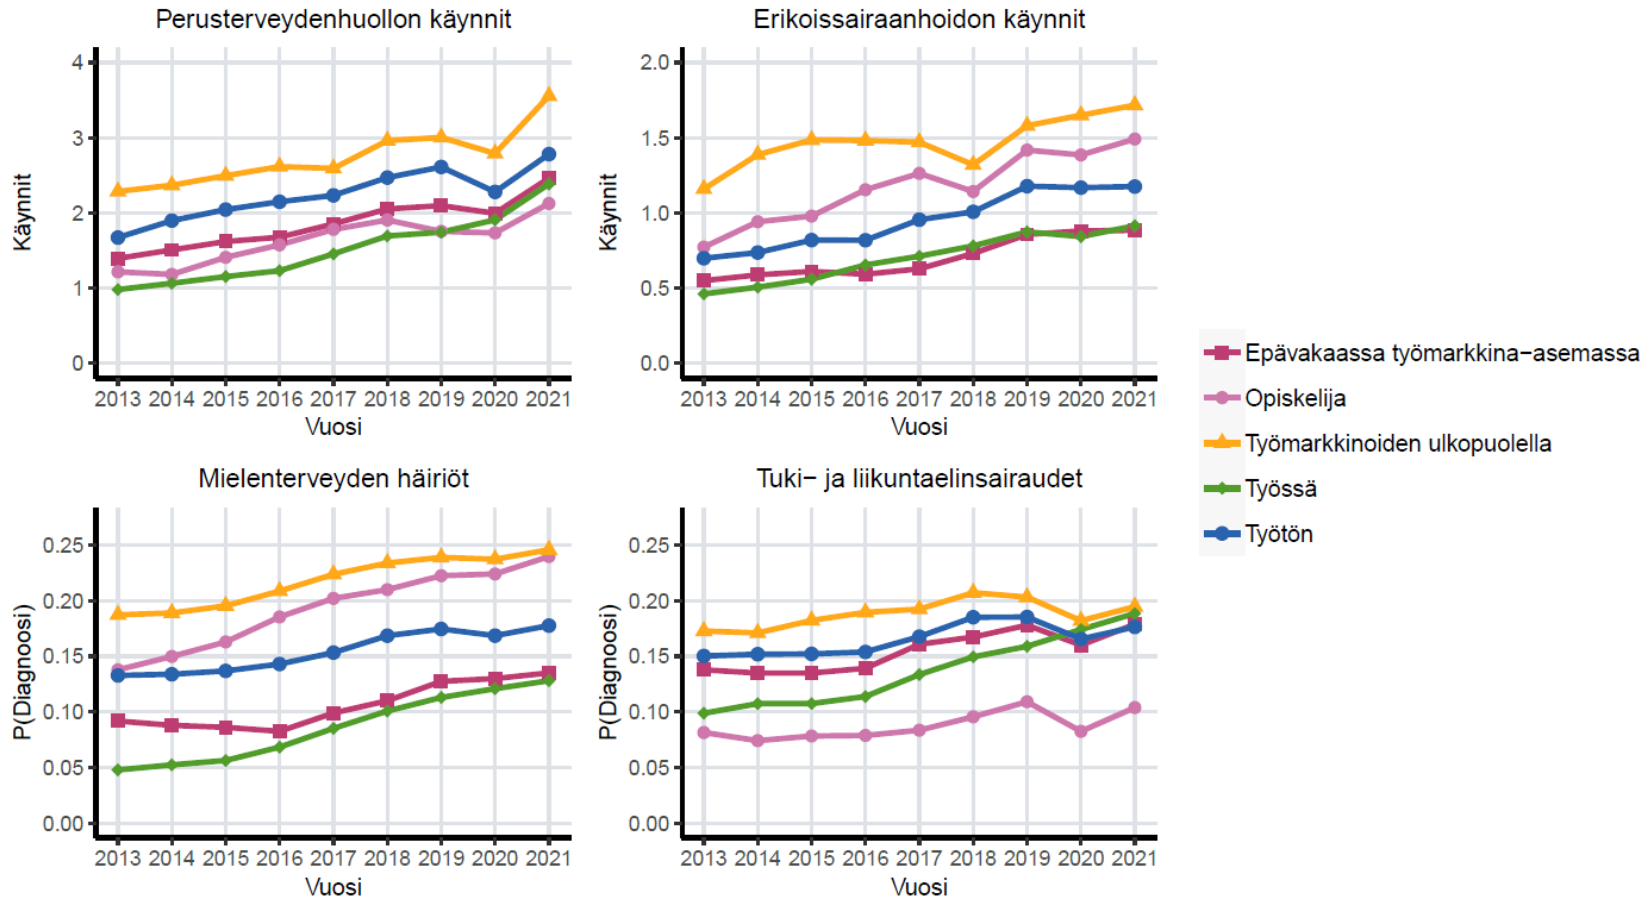 Perusterveydenhuollon käynnit
4
3
2
1
0
Käynnit
2013 2014 2015 2016 2017 2018 2019 2020 2021
Vuosi
Erikoissairaanhoidon käynnit
2.0
1.5
1.0
0.5
0.0
Käynnit
2013 2014 2015 2016 2017 2018 2019 2020 2021
Vuosi
Mielenterveyden häiriöt
0.25
0.20
0.15
0.10
0.05
0.00
P(Diagnoosi)
2013 2014 2015 2016 2017 2018 2019 2020 2021
Vuosi
Tuki− ja liikuntaelinsairaudet
0.25
0.20
0.15
0.10
0.05
0.00
P(Diagnoosi)
2013 2014 2015 2016 2017 2018 2019 2020 2021
Vuosi
Epävakaassa työmarkkina−asemassa
Opiskelija
Työmarkkinoiden ulkopuolella
Työssä
Työtön